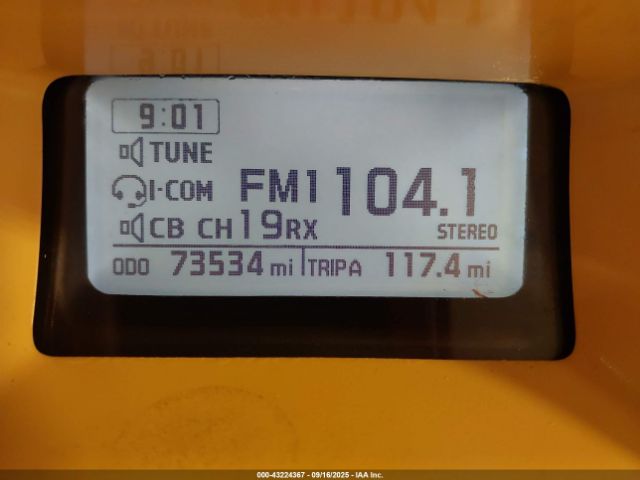 9:01
TUNE
I-COM FM1 104.1
CB CH19RX STEREO
ODO 73534 mi TRIPA 117.4 mi
000-43224367 - 09/16/2025 - IAA Inc.